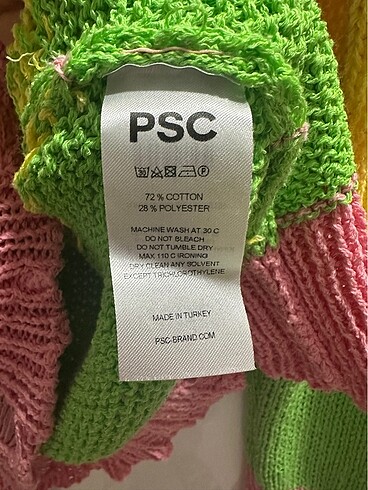 PSC
72 % COTTON
28 % POLYESTER
MACHINE WASH AT 30 C
DO NOT BLEACH
DO NOT TUMBLE DRY
MAX 110 C IRONING
DRY CLEAN ANY SOLVENT
EXCEPT TRICHLOROTHYLENE
MADE IN TURKEY
PSC-BRAND.COM